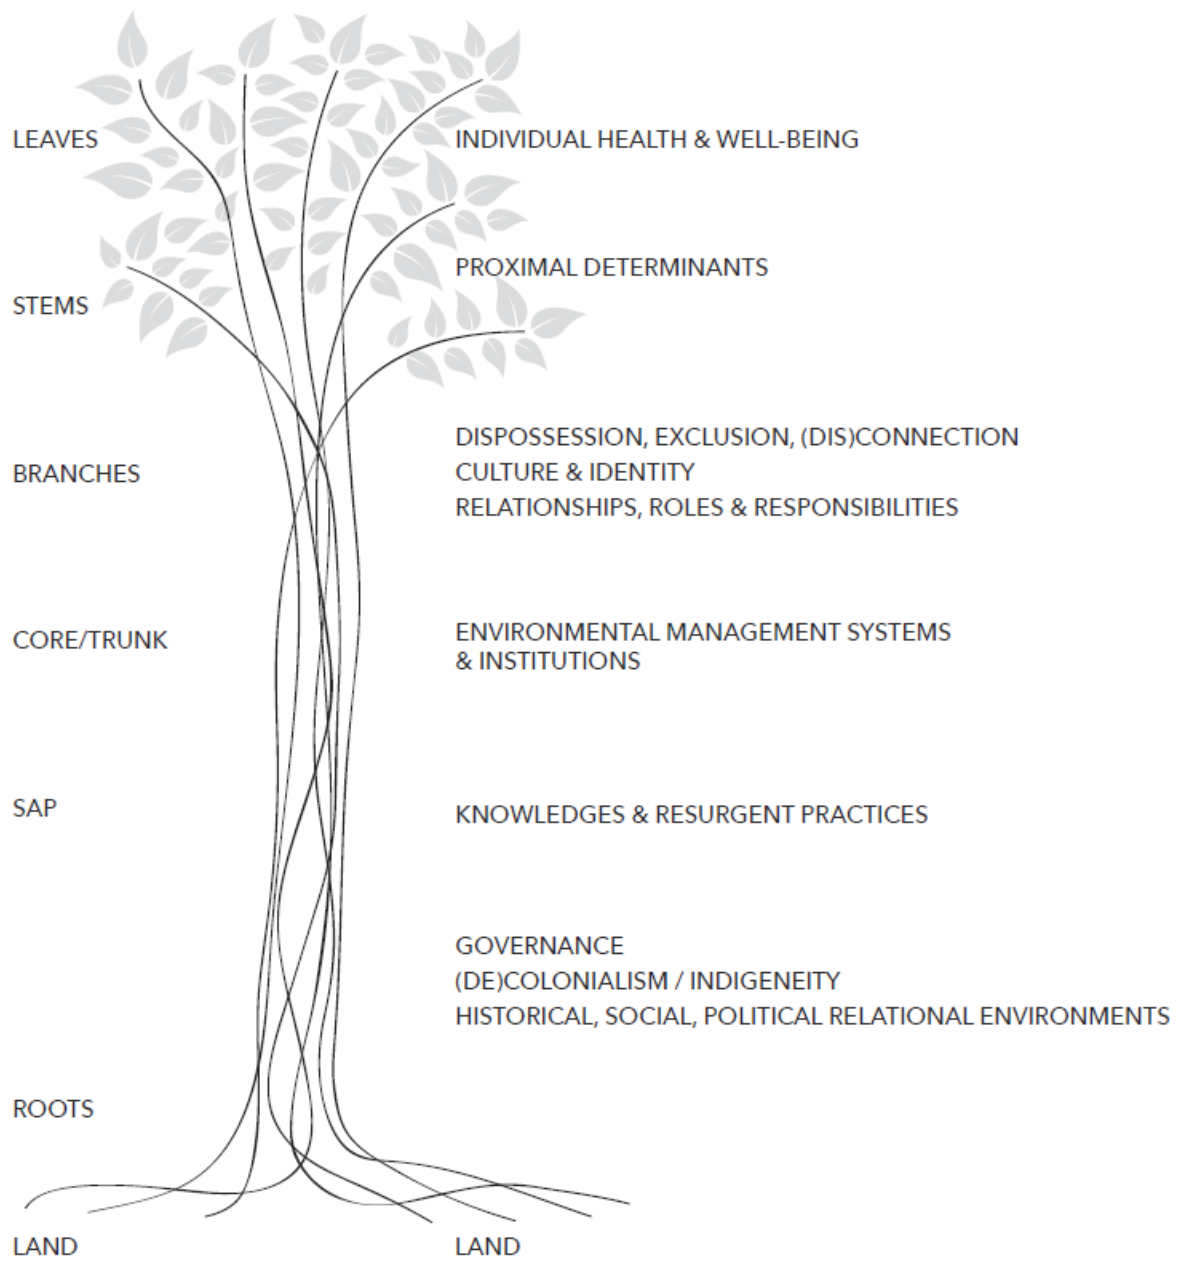 LEAVES
INDIVIDUAL HEALTH & WELL-BEING
PROXIMAL DETERMINANTS
STEMS
DISPOSSESSION, EXCLUSION, (DIS)CONNECTION
BRANCHES
CULTURE & IDENTITY
RELATIONSHIPS, ROLES & RESPONSIBILITIES
CORE/TRUNK
ENVIRONMENTAL MANAGEMENT SYSTEMS
& INSTITUTIONS
SAP
KNOWLEDGES & RESURGENT PRACTICES
GOVERNANCE
(DE)COLONIALISM / INDIGENEITY
HISTORICAL, SOCIAL, POLITICAL RELATIONAL ENVIRONMENTS
ROOTS
LAND
LAND